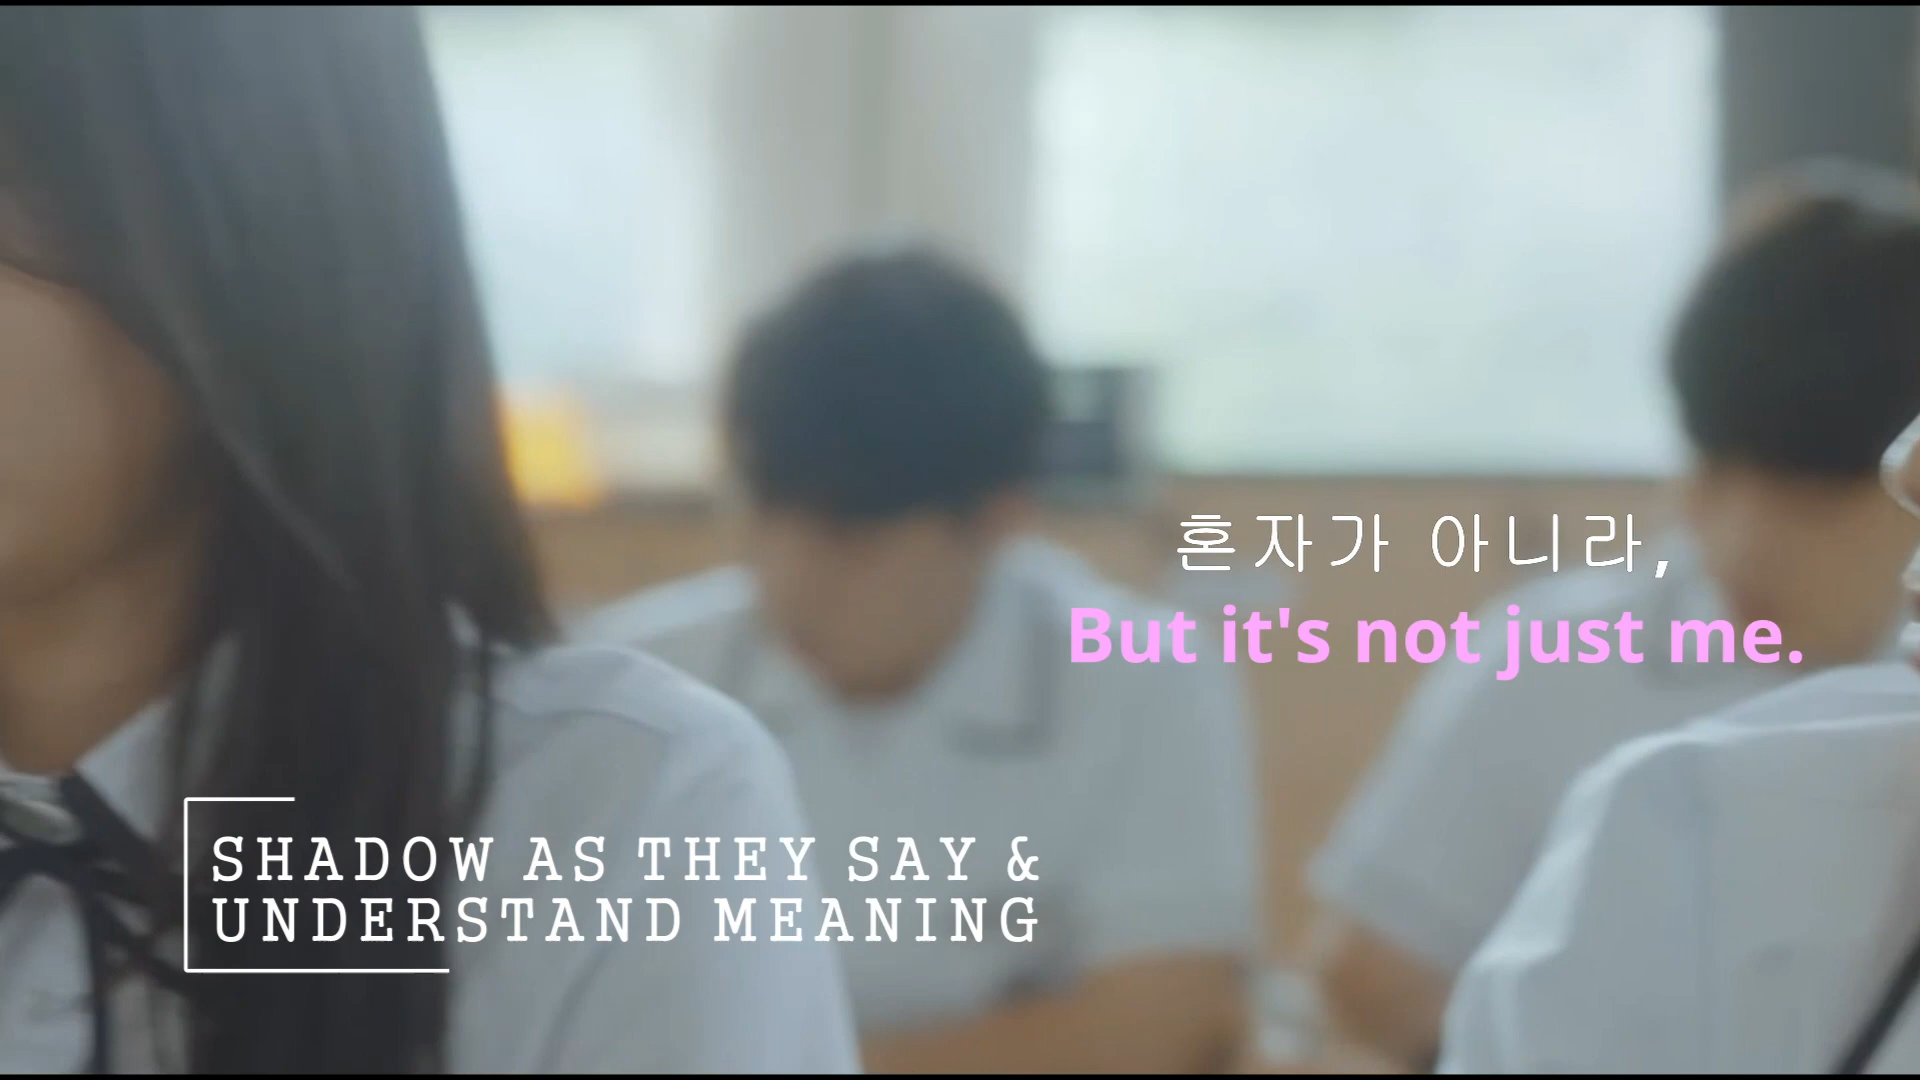 혼자가 아니라,
But it's not just me.
SHADOW AS THEY SAY &
UNDERSTAND MEANING